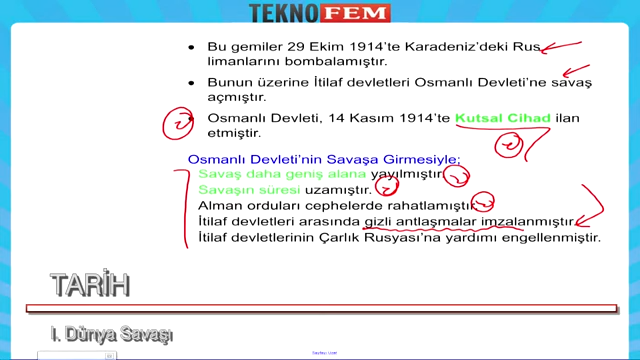 TEKNOFEM
• Bu gemiler 29 Ekim 1914'te Karadeniz'deki Rus
limanlarını bombalamıştır.
• Bunun üzerine İtilaf devletleri Osmanlı Devleti'ne savaş
açmıştır.
• Osmanlı Devleti, 14 Kasım 1914'te Kutsal Cihad ilan
etmiştir.
Osmanlı Devleti'nin Savaşa Girmesiyle;
Savaş daha geniş alana yayılmıştır.
Savaşın süresi uzamıştır.
Alman orduları cephelerde rahatlamıştır.
İtilaf devletleri arasında gizli antlaşmalar imzalanmıştır.
İtilaf devletlerinin Çarlık Rusyası'na yardımı engellenmiştir.
TARİH
I. Dünya Savaşı